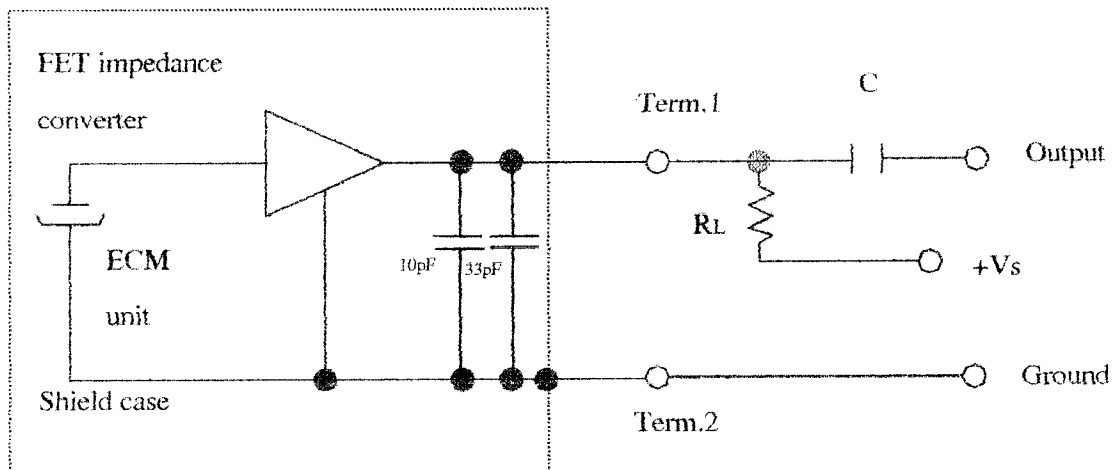 FET impedance
converter
Term.1
C
Output
RL
ECM
unit
10pF
33pF
+Vs
Shield case
Term.2
Ground